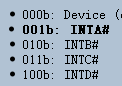 • 000b: Device (
• 001b: INTA#
• 010b: INTB#
• 011b: INTC#
• 100b: INTD#